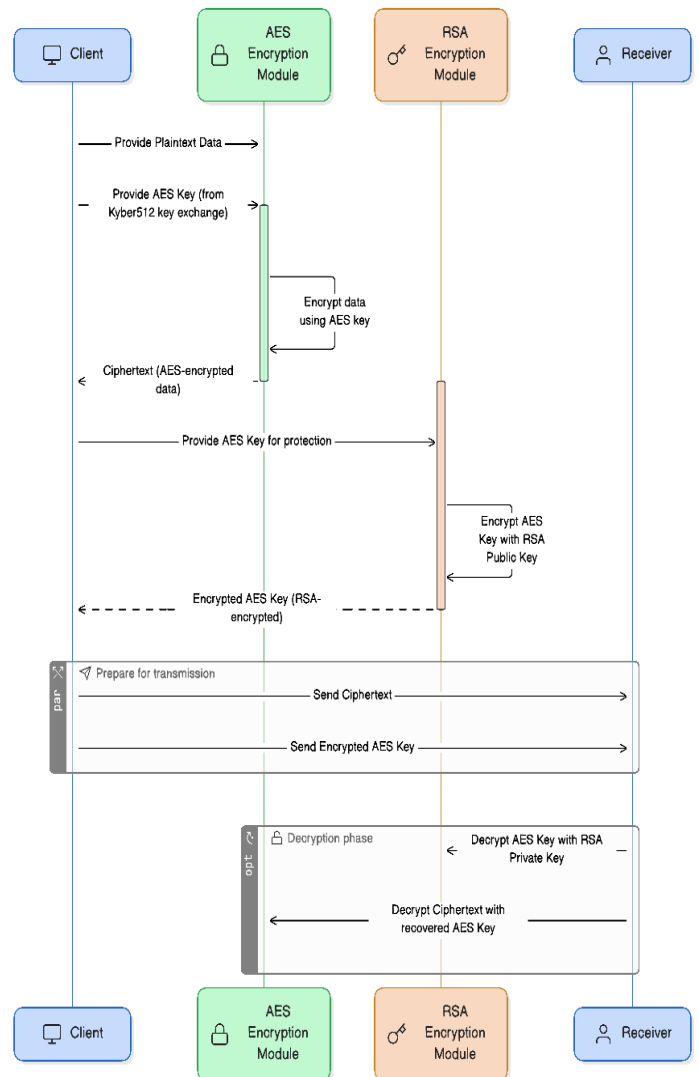 Client
AES
Encryption
Module
RSA
Encryption
Module
Receiver
Provide Plaintext Data
Provide AES Key (from
Kyber512 key exchange)
Encrypt data
using AES key
Ciphertext (AES-encrypted
data)
Provide AES Key for protection
Encrypt AES
Key with RSA
Public Key
Encrypted AES Key (RSA-
encrypted)
par
Prepare for transmission
Send Ciphertext
Send Encrypted AES Key
opt
Decryption phase
Decrypt AES Key with RSA
Private Key
Decrypt Ciphertext with
recovered AES Key
Client
AES
Encryption
Module
RSA
Encryption
Module
Receiver